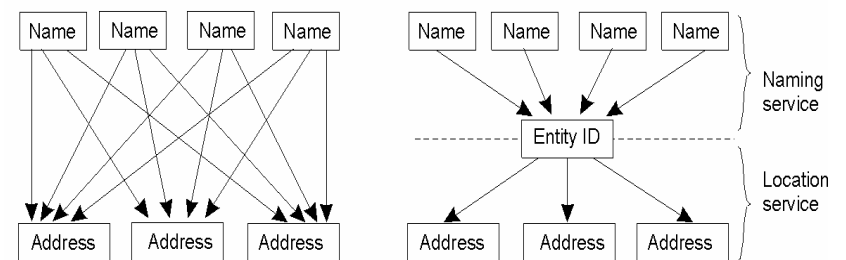 Name Name Name Name Name Name Name Name
Naming
service
Entity ID
Location
service
Address Address Address Address Address Address